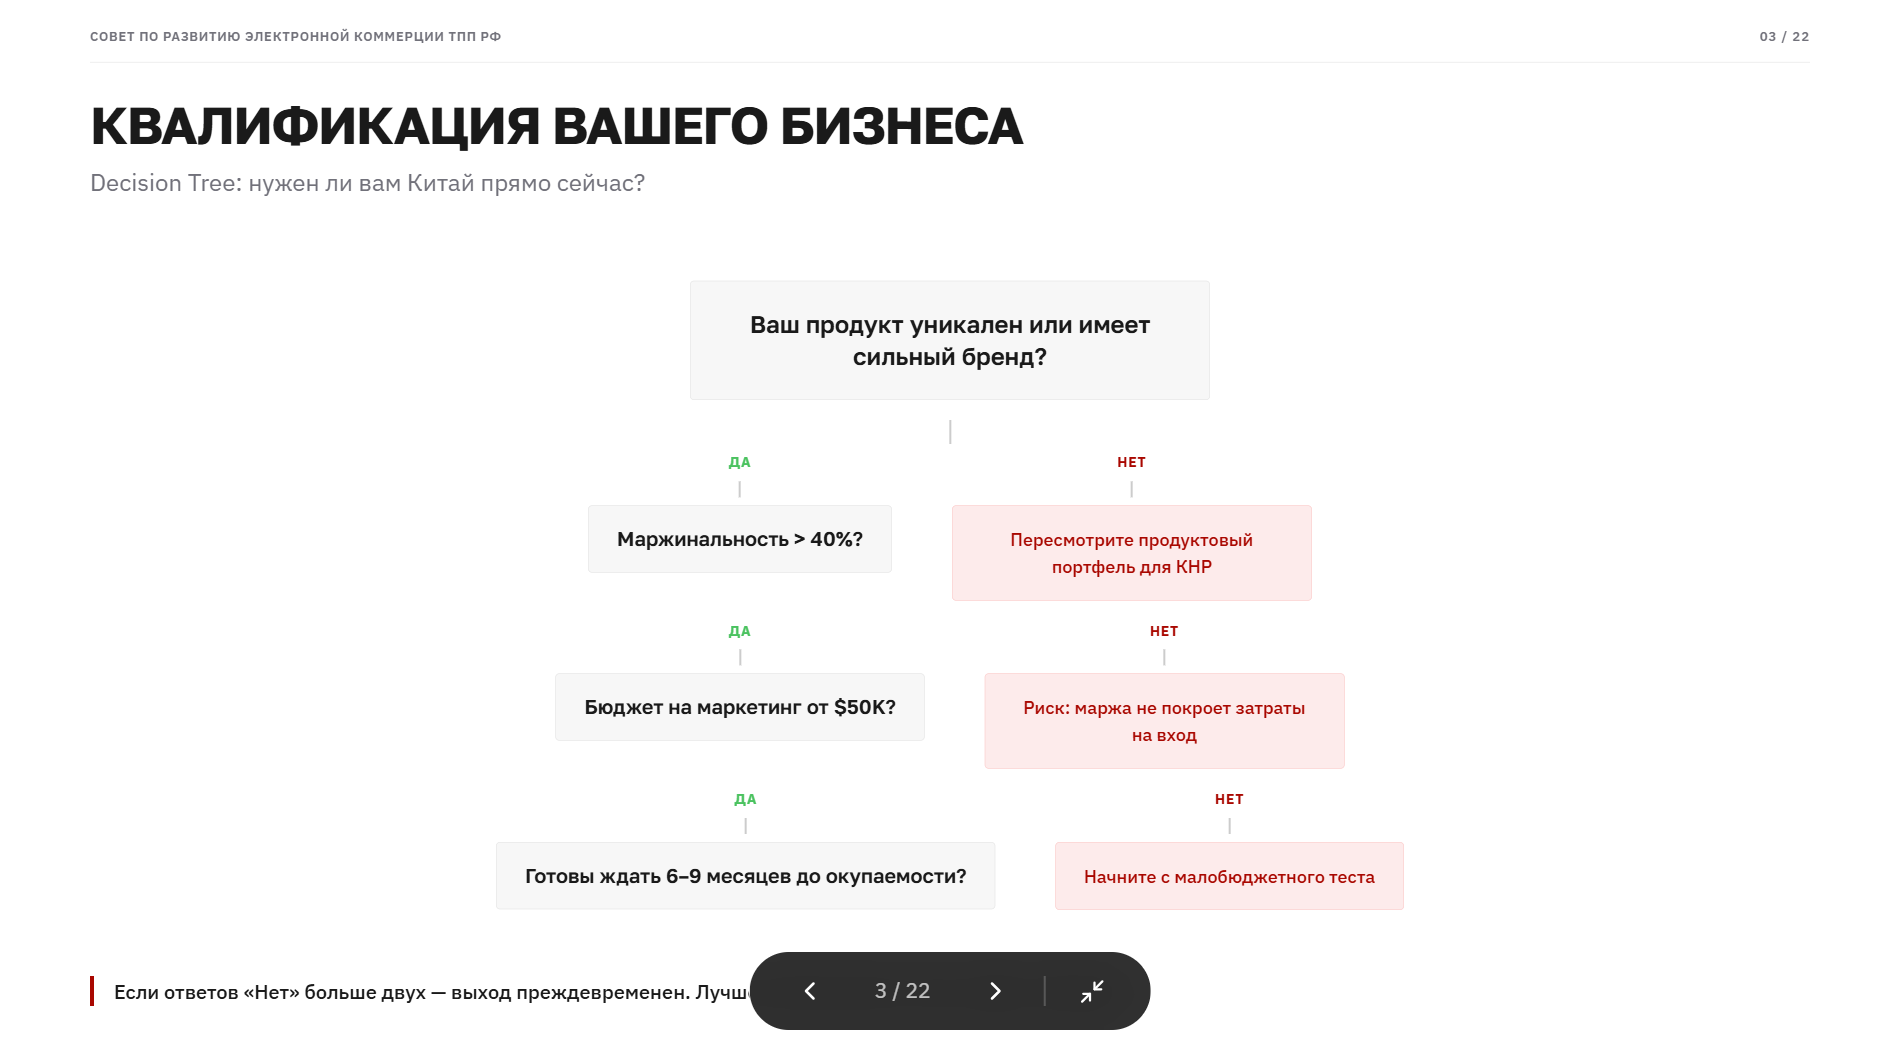 СОВЕТ ПО РАЗВИТИЮ ЭЛЕКТРОННОЙ КОММЕРЦИИ ТПП РФ
03 / 22
КВАЛИФИКАЦИЯ ВАШЕГО БИЗНЕСА
Decision Tree: нужен ли вам Китай прямо сейчас?
Ваш продукт уникален или имеет
сильный бренд?
ДА
НЕТ
Маржинальность > 40%?
Пересмотрите продуктовый
портфель для КНР
ДА
НЕТ
Бюджет на маркетинг от $50K?
Риск: маржа не покроет затраты
на вход
ДА
НЕТ
Готовы ждать 6–9 месяцев до окупаемости?
Начните с малобюджетного теста
Если ответов «Нет» больше двух — выход преждевременен.
3 / 22